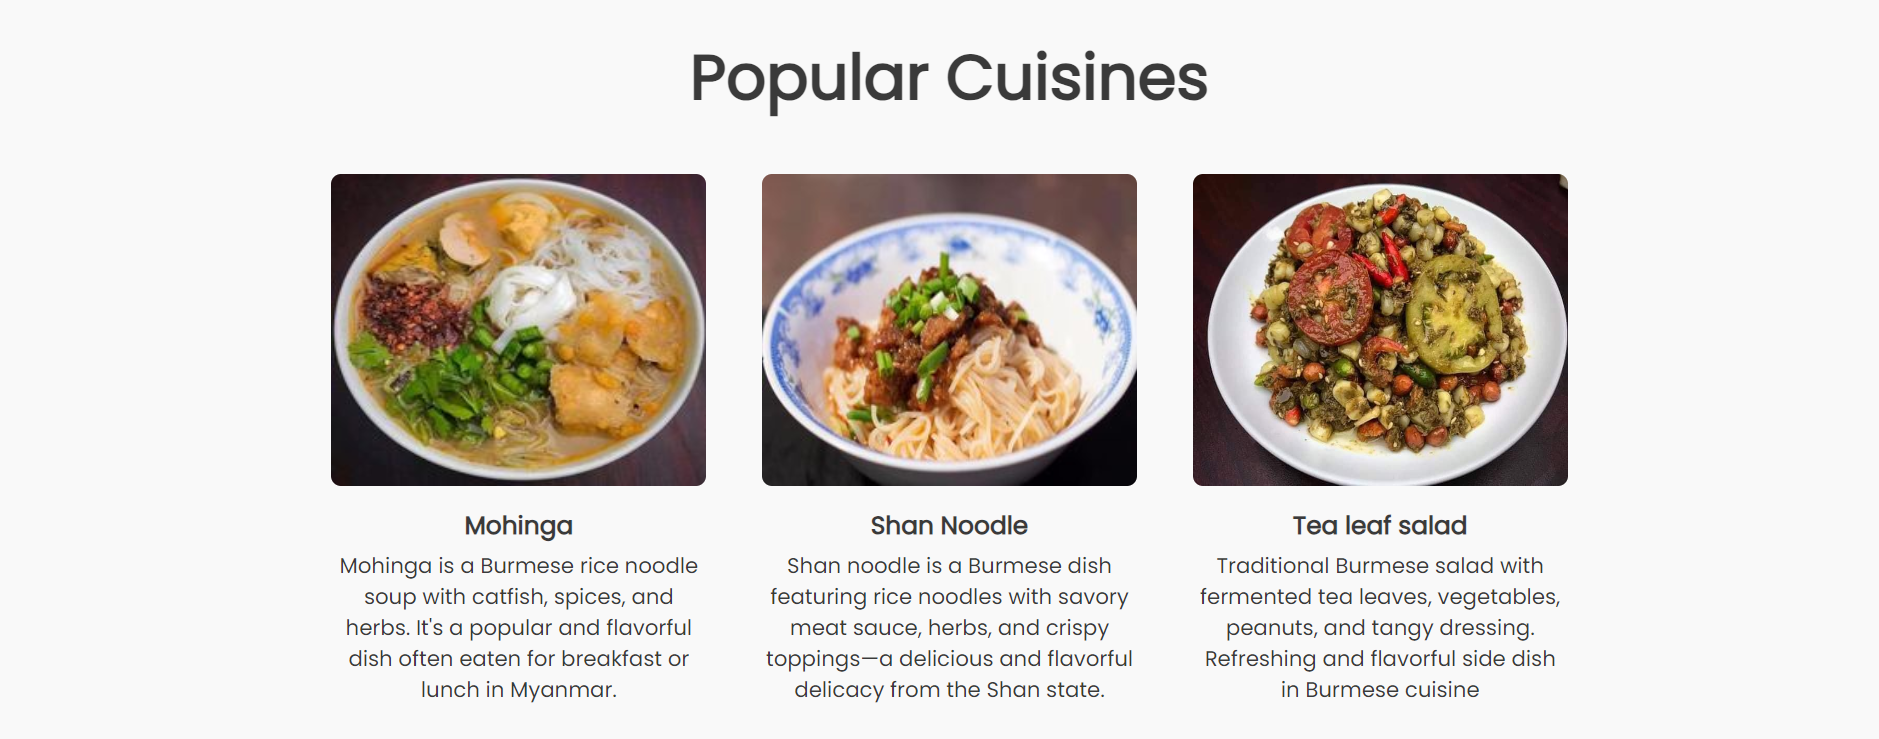 Popular Cuisines
Mohinga
Mohinga is a Burmese rice noodle
soup with catfish, spices, and
herbs. It's a popular and flavorful
dish often eaten for breakfast or
lunch in Myanmar.
Shan Noodle
Shan noodle is a Burmese dish
featuring rice noodles with savory
meat sauce, herbs, and crispy
toppings—a delicious and flavorful
delicacy from the Shan state.
Tea leaf salad
Traditional Burmese salad with
fermented tea leaves, vegetables,
peanuts, and tangy dressing.
Refreshing and flavorful side dish
in Burmese cuisine